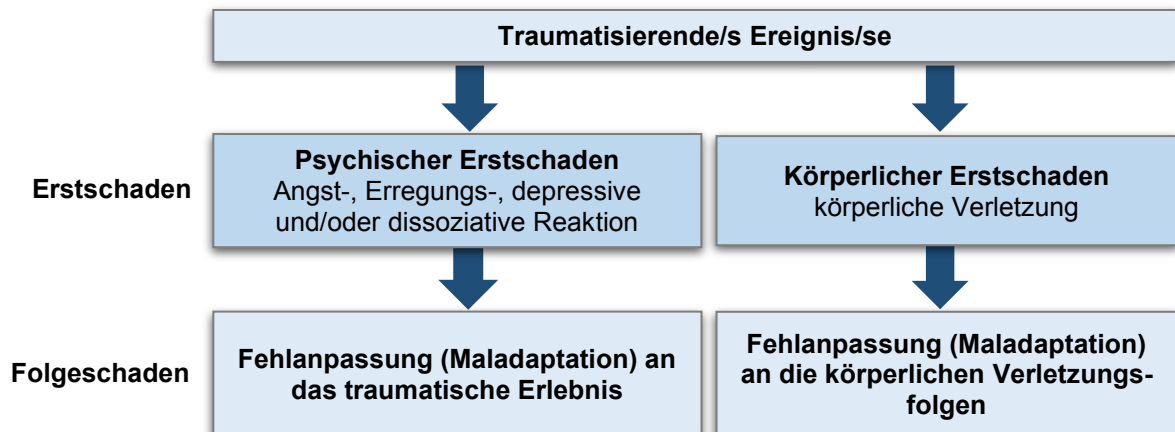 Traumatisierende/s Ereignis/se
Erstschaden
Psychischer Erstschaden
Angst-, Erregungs-, depressive
und/oder dissoziative Reaktion
Körperlicher Erstschaden
körperliche Verletzung
Folgeschaden
Fehlanpassung (Maladaptation) an
das traumatische Erlebnis
Fehlanpassung (Maladaptation)
an die körperlichen Verletzungs-
folgen